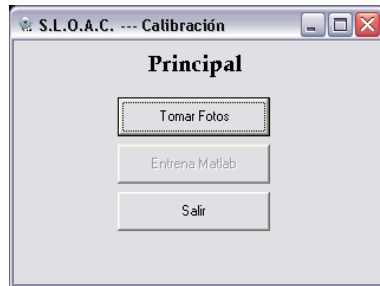 S.L.O.A.C. --- Calibración
Principal
Tomar Fotos
Entrena Matlab
Salir